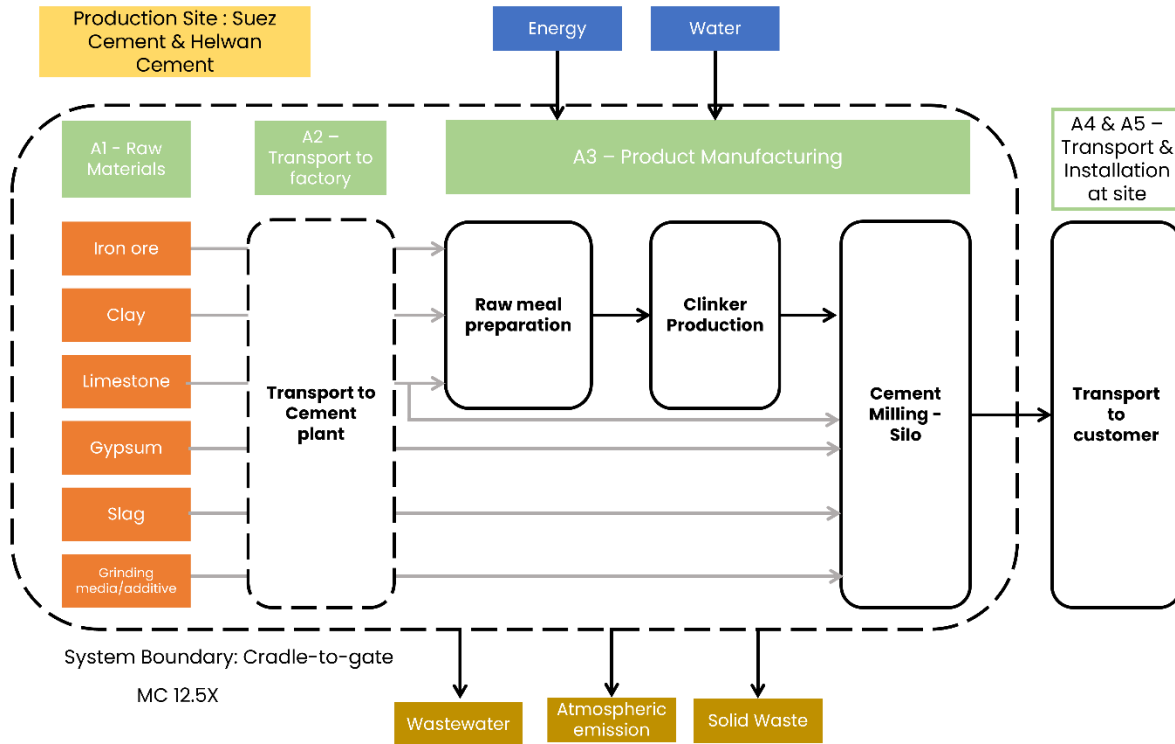 Production Site : Suez
Cement & Helwan
Cement
Energy
Water
A1 - Raw
Materials
A2 –
Transport to
factory
A3 – Product Manufacturing
A4 & A5 –
Transport &
Installation
at site
Iron ore
Clay
Limestone
Gypsum
Slag
Grinding
media/additive
Transport to
Cement
plant
Raw meal
preparation
Clinker
Production
Cement
Milling -
Silo
Transport
to
customer
System Boundary: Cradle-to-gate
MC 12.5X
Wastewater
Atmospheric
emission
Solid Waste